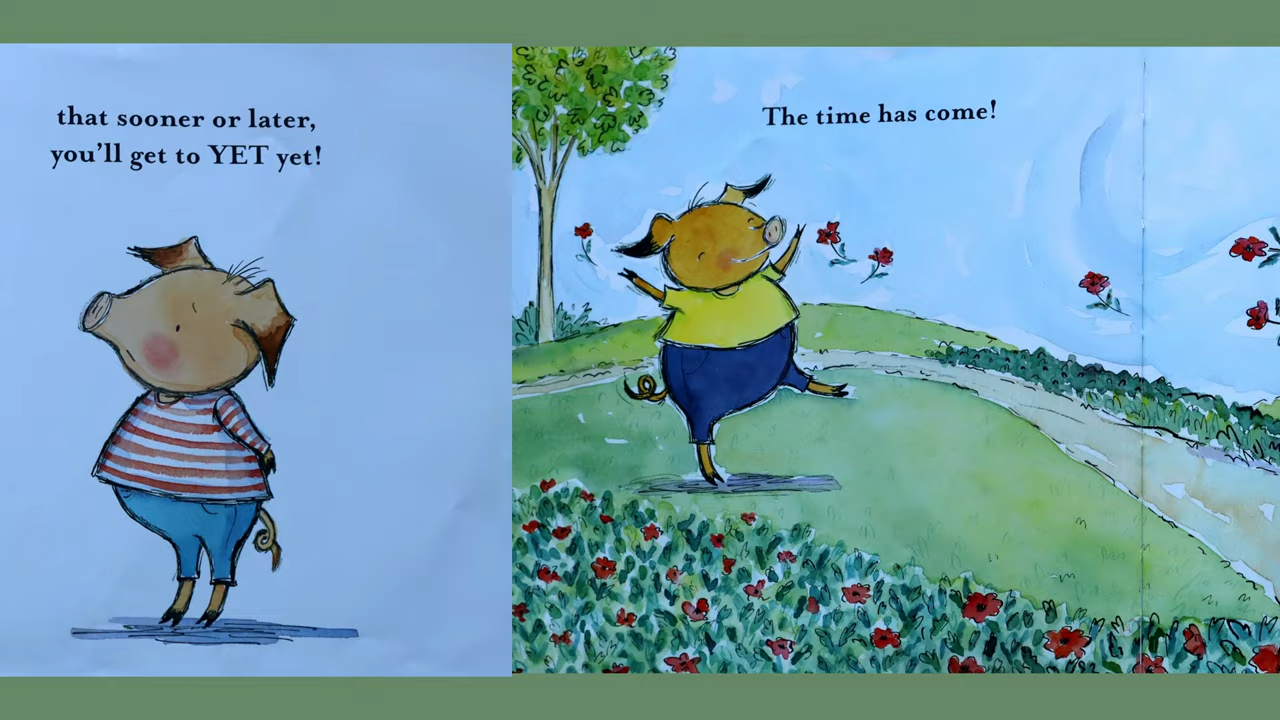 that sooner or later,
you'll get to YET yet!
The time has come!